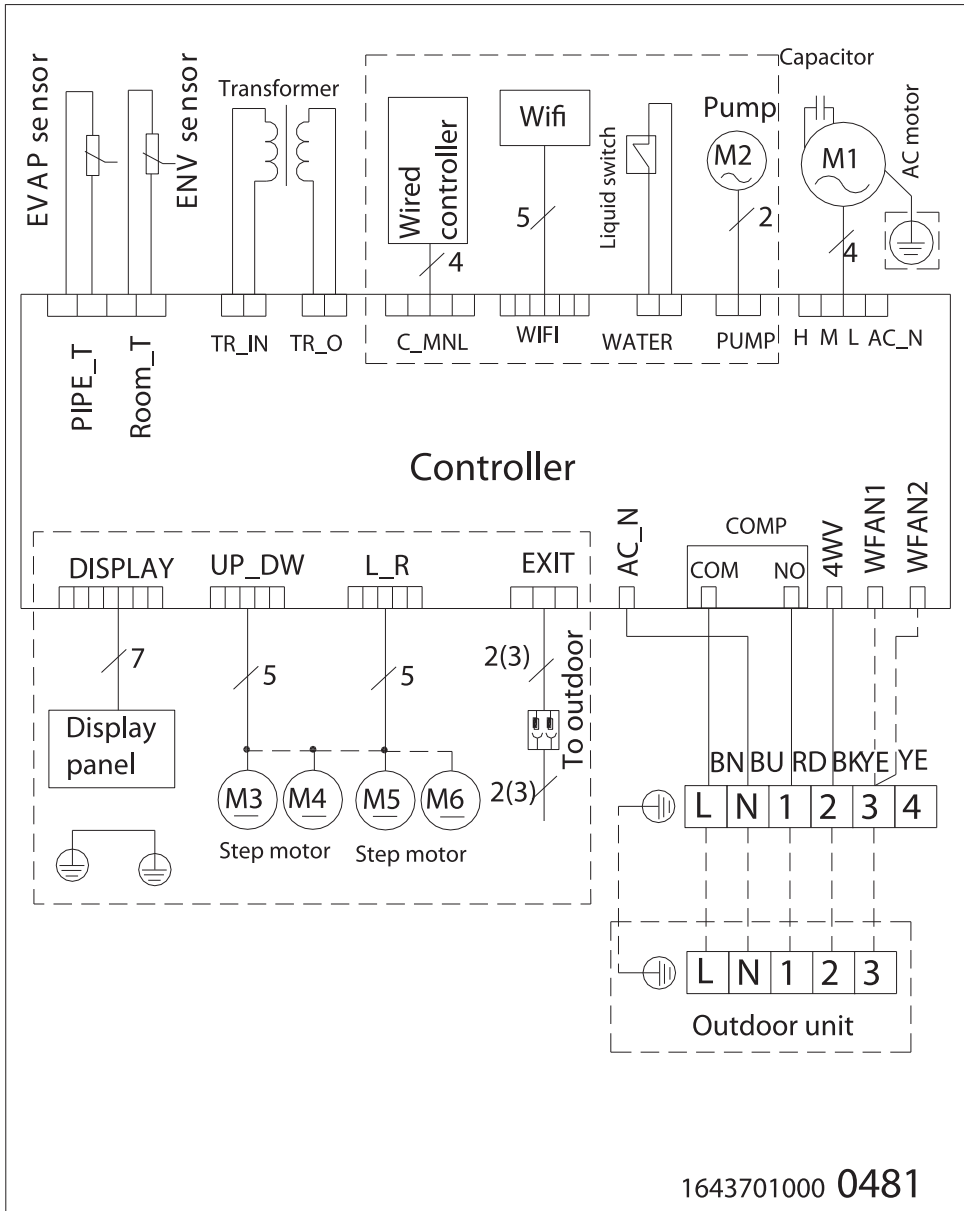 EVAP sensor
ENV sensor
Transformer
Wired
controller
Wifi
Liquid switch
Pump
M2
Capacitor
M1
AC motor
4
5
2
4
PIPE_T
Room_T
TR_IN
TR_O
C_MNL
WIFI
WATER
PUMP
H M L AC_N
Controller
DISPLAY
UP_DW
L_R
EXIT
AC_N
COMP
COM
NO
4WV
WFAN1
WFAN2
7
5
5
2(3)
To outdoor
2(3)
Display
panel
M3
M4
M5
M6
Step motor
Step motor
BN BU RD BK YE YE
L N 1 2 3 4
L N 1 2 3
Outdoor unit
1643701000 0481